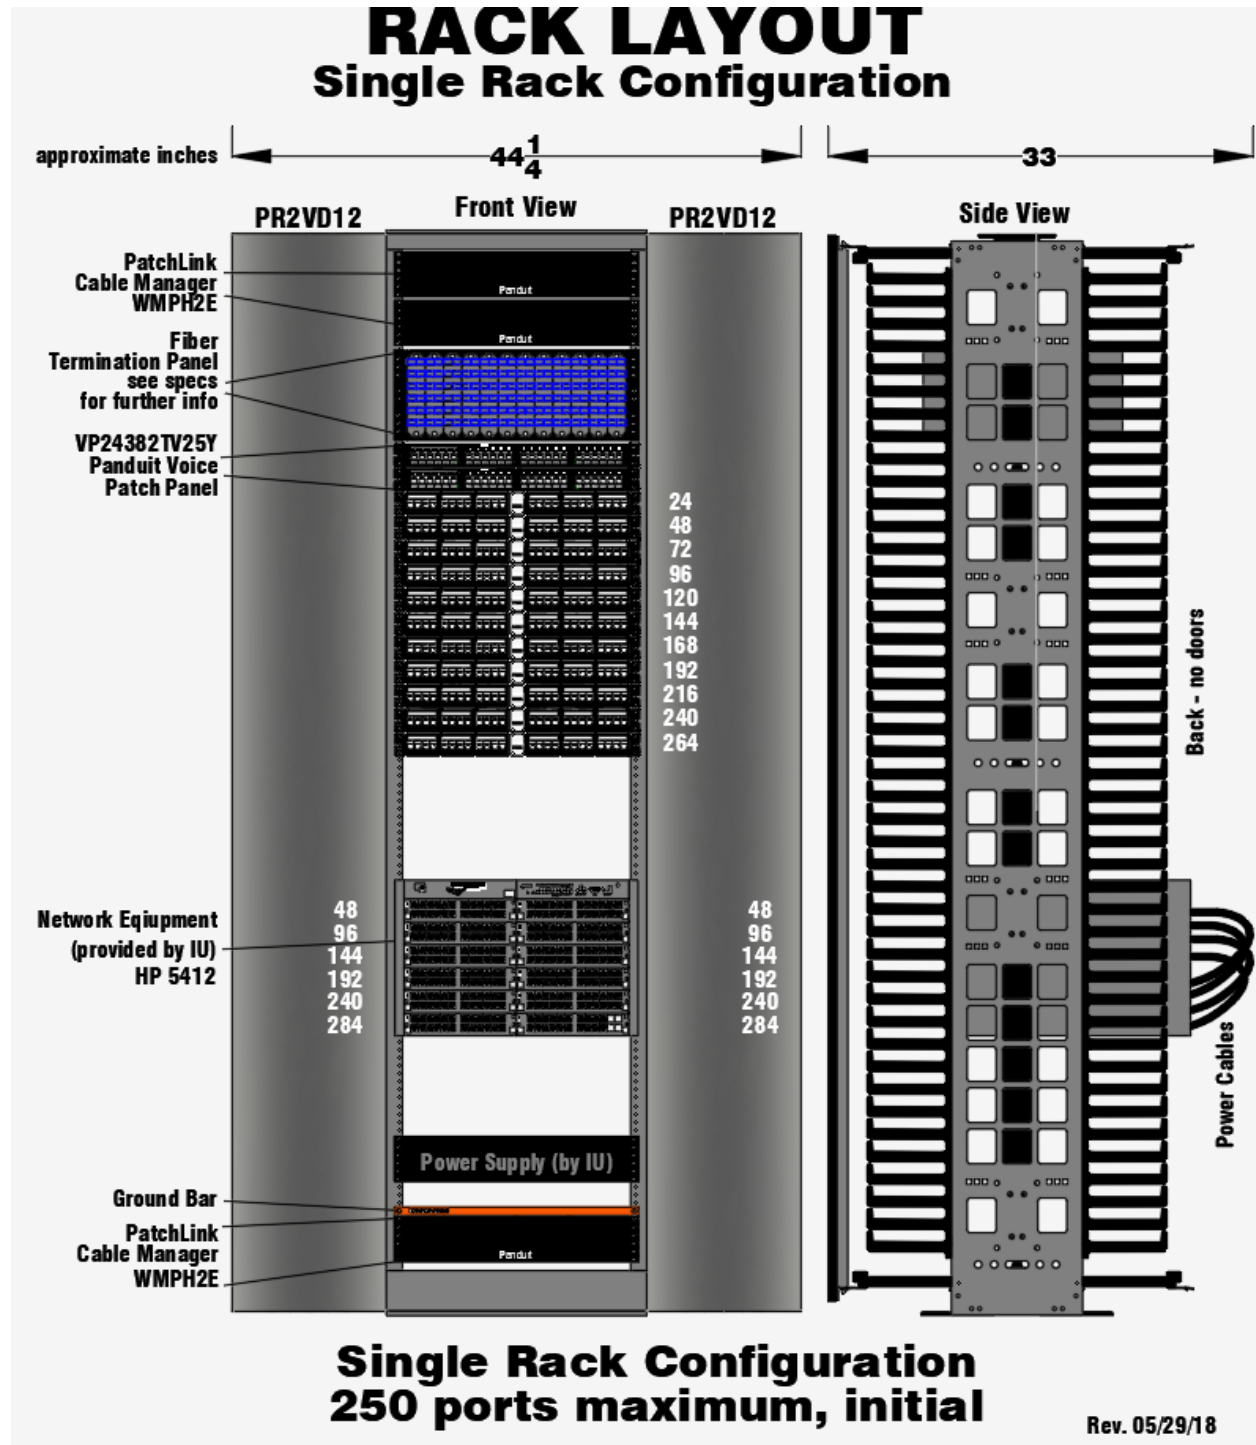 RACK LAYOUT
Single Rack Configuration
approximate inches
44 1/4
33
PR2VD12
Front View
PR2VD12
Side View
PatchLink
Cable Manager
WMPH2E
Panduit
Panduit
Fiber
Termination Panel
see specs
for further info
VP24382TV25Y
Panduit Voice
Patch Panel
24
48
72
96
120
144
168
192
216
240
264
Back - no doors
Network Eqiupment
(provided by IU)
HP 5412
48
96
144
192
240
284
48
96
144
192
240
284
Power Cables
Power Supply (by IU)
Ground Bar
PatchLink
Cable Manager
WMPH2E
Panduit
Single Rack Configuration
250 ports maximum, initial
Rev. 05/29/18